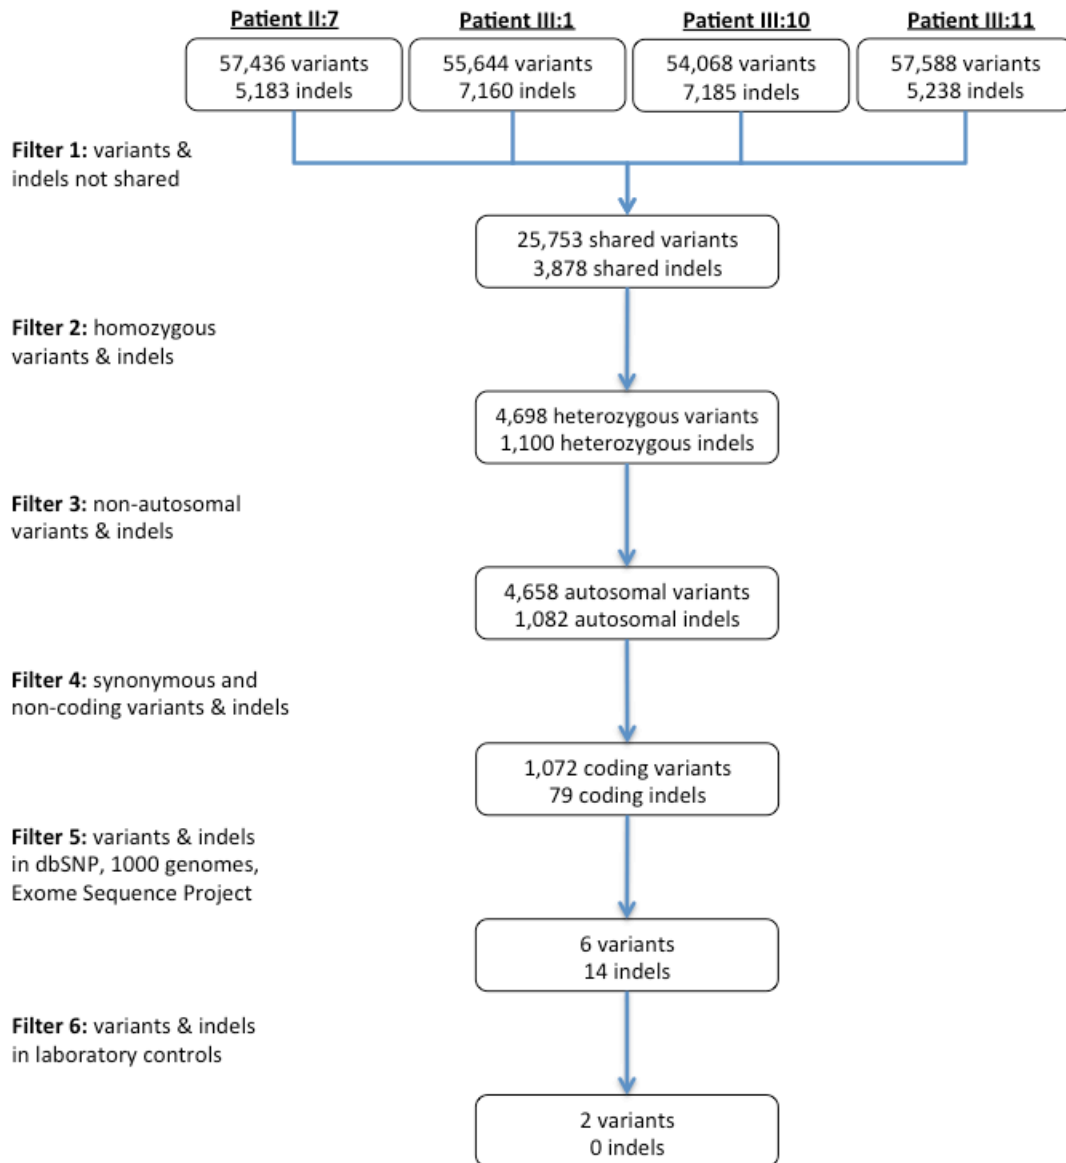 Patient II:7
Patient III:1
Patient III:10
Patient III:11
57,436 variants
5,183 indels
55,644 variants
7,160 indels
54,068 variants
7,185 indels
57,588 variants
5,238 indels
Filter 1: variants &
indels not shared
25,753 shared variants
3,878 shared indels
Filter 2: homozygous
variants & indels
4,698 heterozygous variants
1,100 heterozygous indels
Filter 3: non-autosomal
variants & indels
4,658 autosomal variants
1,082 autosomal indels
Filter 4: synonymous and
non-coding variants & indels
1,072 coding variants
79 coding indels
Filter 5: variants & indels
in dbSNP, 1000 genomes,
Exome Sequence Project
6 variants
14 indels
Filter 6: variants & indels
in laboratory controls
2 variants
0 indels